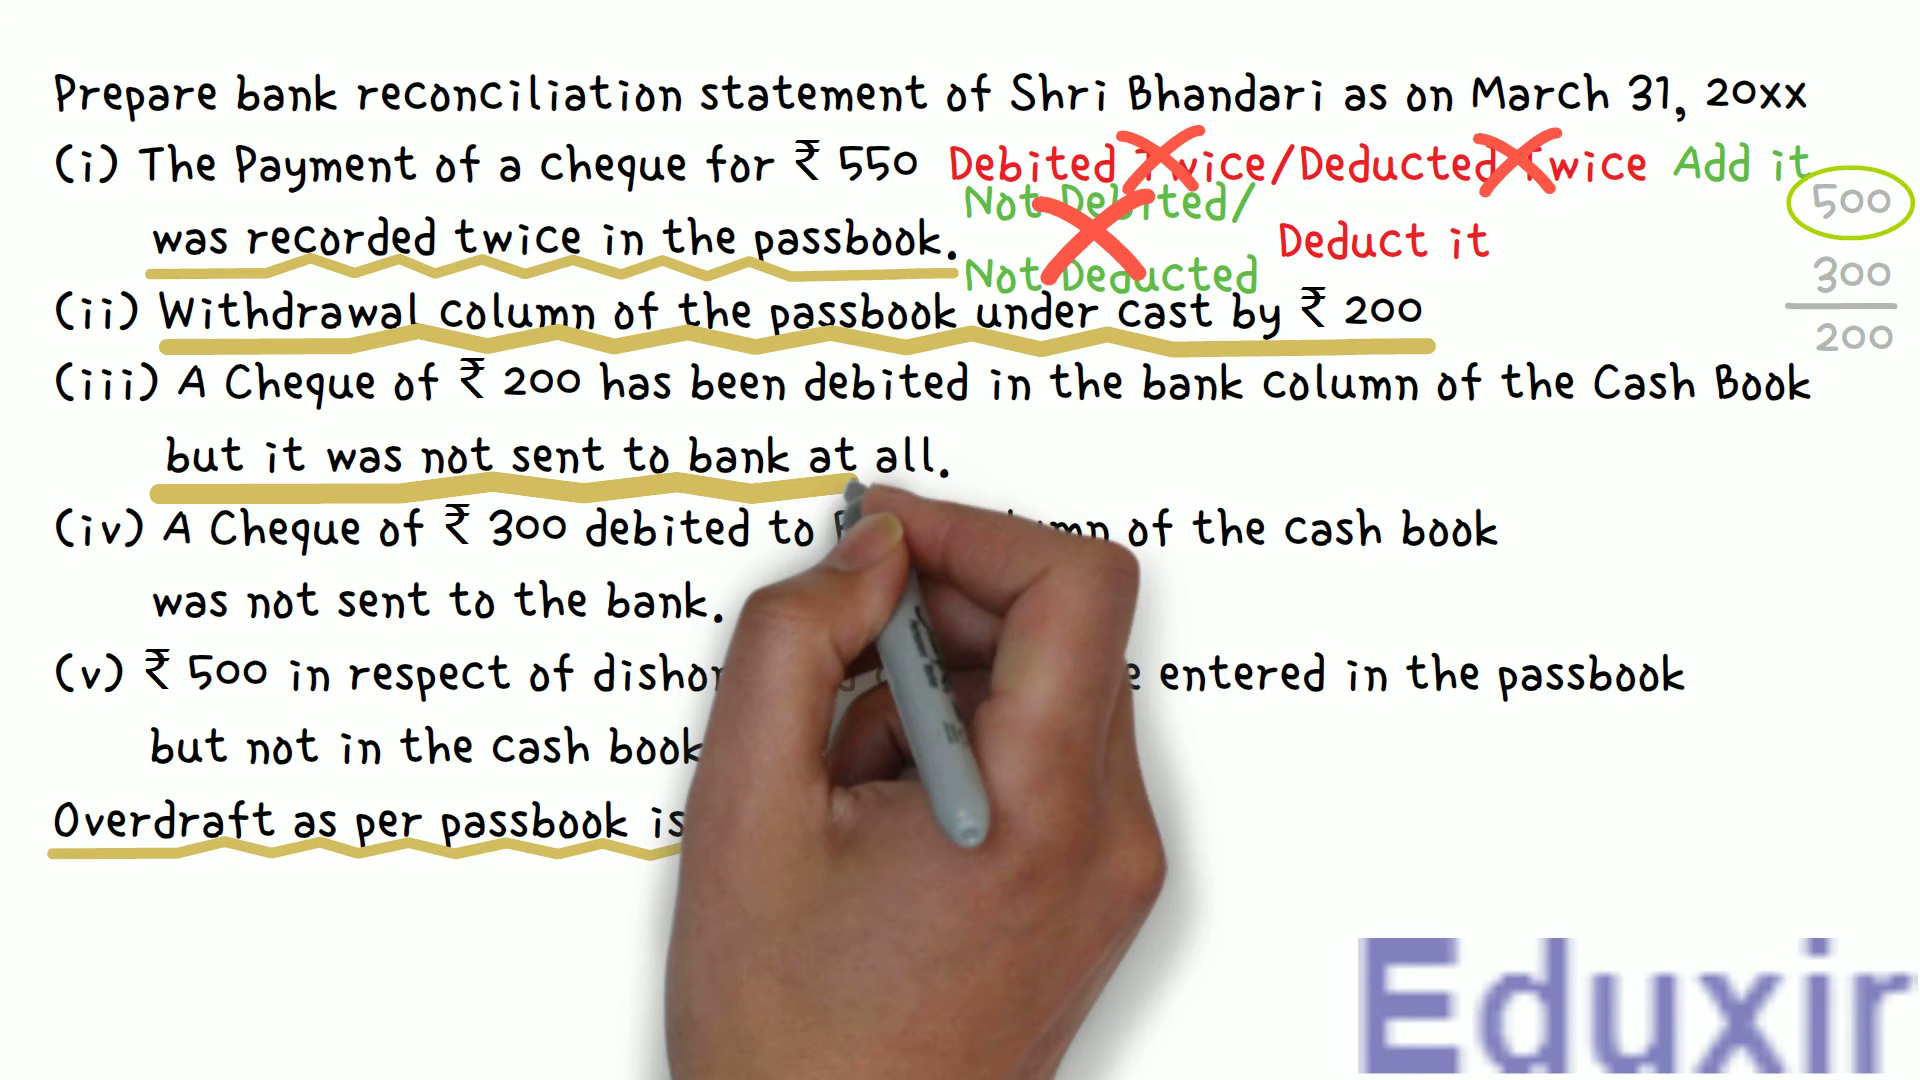 Prepare bank reconciliation statement of Shri Bhandari as on March 31, 20xx
(i) The Payment of a cheque for ₹ 550 Debited Twice/Deducted Twice Add it
500
Not Debited/
was recorded twice in the passbook. Deduct it
Not Deducted
300
(ii) Withdrawal column of the passbook under cast by ₹ 200
200
(iii) A Cheque of ₹ 200 has been debited in the bank column of the Cash Book
but it was not sent to bank at all.
(iv) A Cheque of ₹ 300 debited to of the cash book
was not sent to the bank.
(v) ₹ 500 in respect of entered in the passbook
but not in the cash book
Overdraft as per passbook is
Eduxir